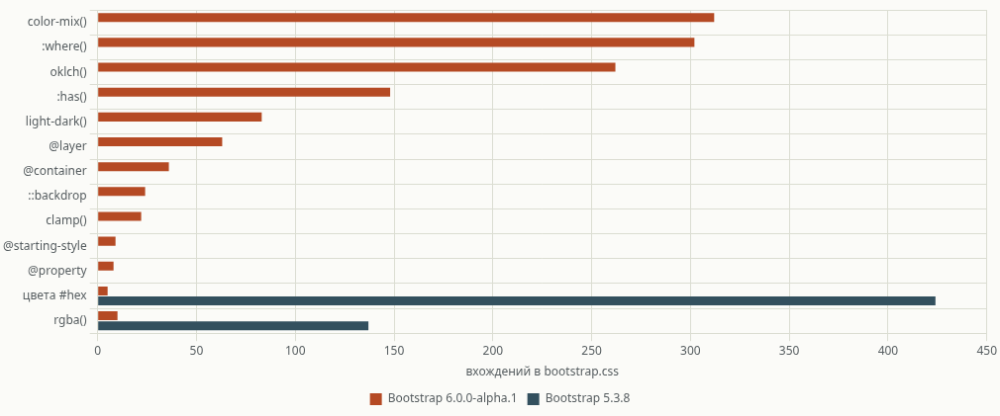 color-mix()
:where()
oklch()
:has()
light-dark()
@layer
@container
::backdrop
clamp()
@starting-style
@property
цвета #hex
rgba()
0 50 100 150 200 250 300 350 400 450
вхождений в bootstrap.css
Bootstrap 6.0.0-alpha.1 Bootstrap 5.3.8